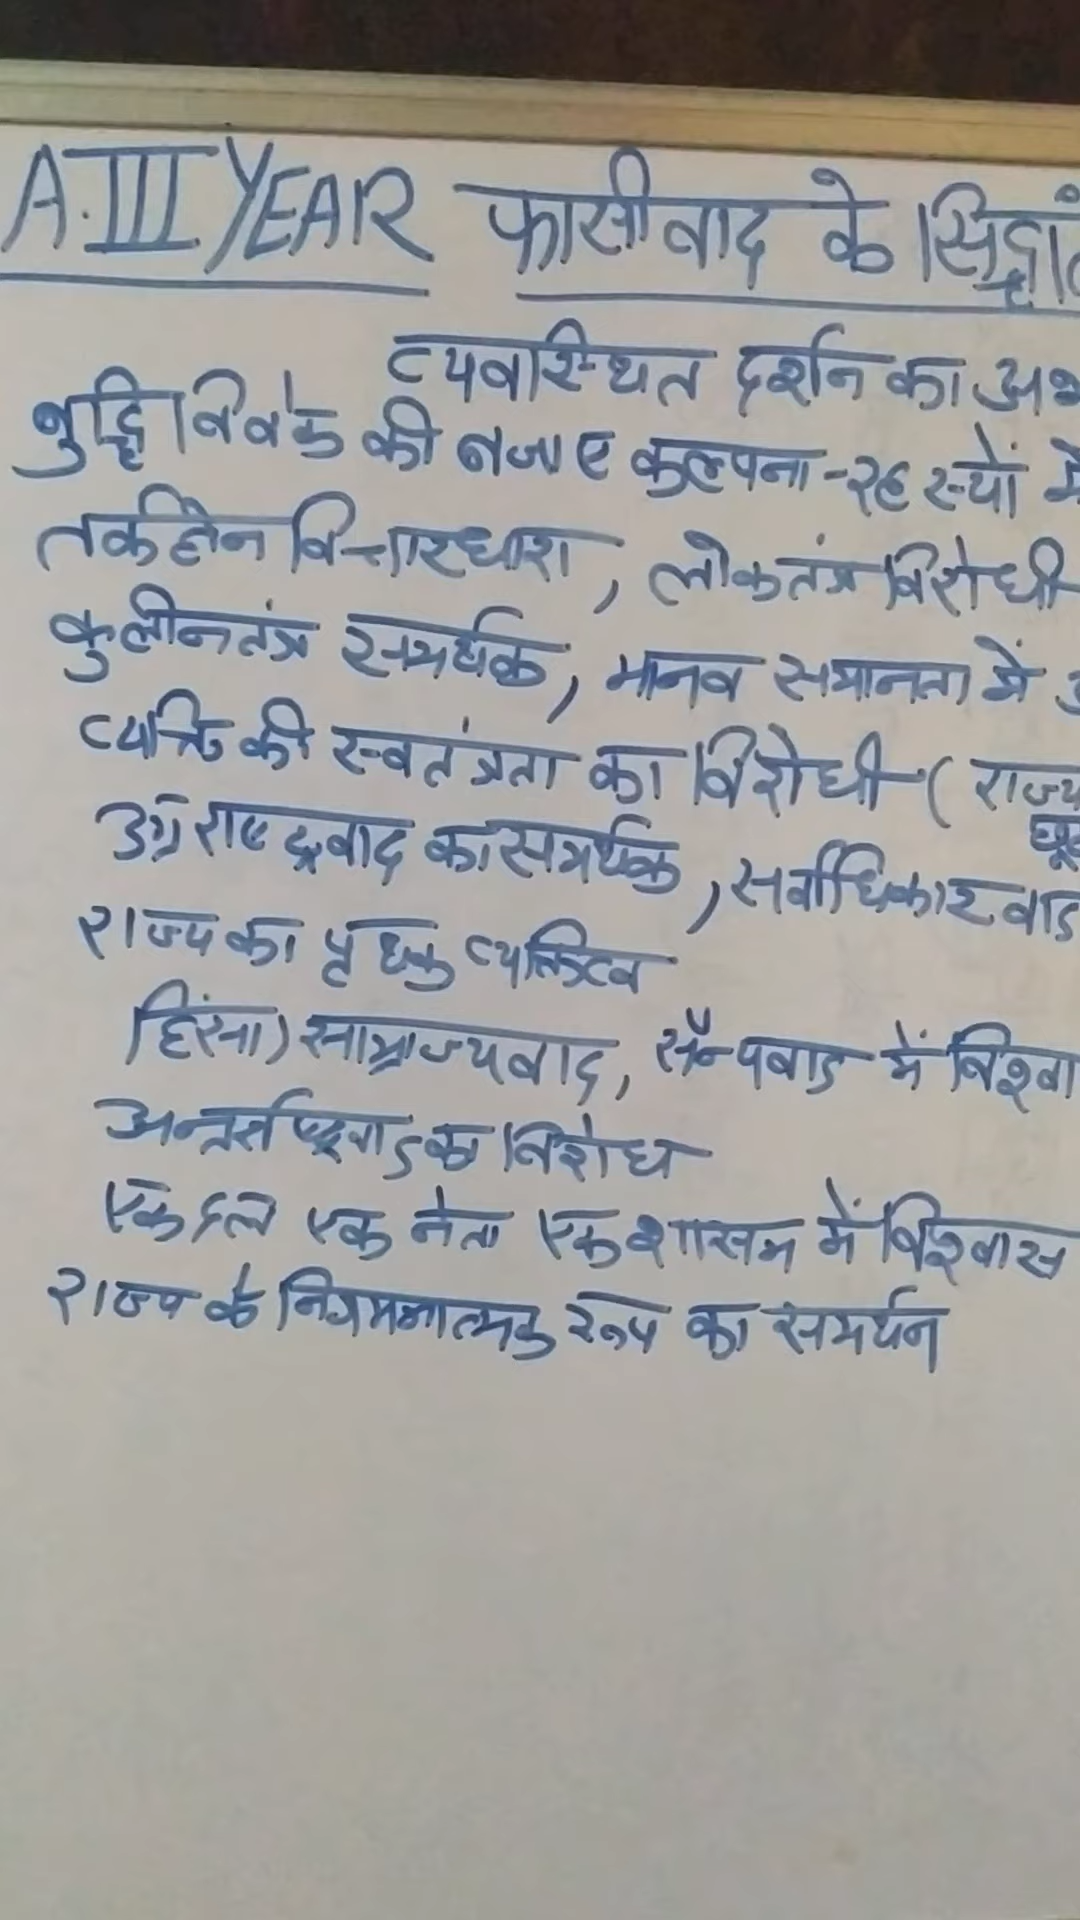 A. III YEAR फासीवाद के सिद्धांत
व्यवस्थित दर्शन का अभ
बुद्धि विवेक की बजाए कल्पना-रहस्यों में
तर्कहीन विचारधारा, लोकतंत्र विरोधी
कुलीनतंत्र समर्थक, मानव समानता में अ
व्यक्ति की स्वतंत्रता का विरोधी (राज्य
उग्र राष्ट्रवाद का समर्थक, सर्वाधिकारवाद
राज्य का पृथक व्यक्तित्व
हिंसा) साम्राज्यवाद, सैन्यवाद में विश्वा
अन्तर्राष्ट्रवाद का विरोध
एक दल एक नेता एक शासन में विश्वास
राज्य के निगमनात्मक रूप का समर्थन